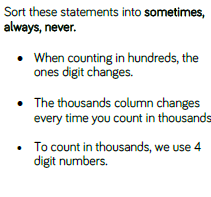 Sort these statements into sometimes,
always, never.
• When counting in hundreds, the
ones digit changes.
• The thousands column changes
every time you count in thousands
• To count in thousands, we use 4
digit numbers.